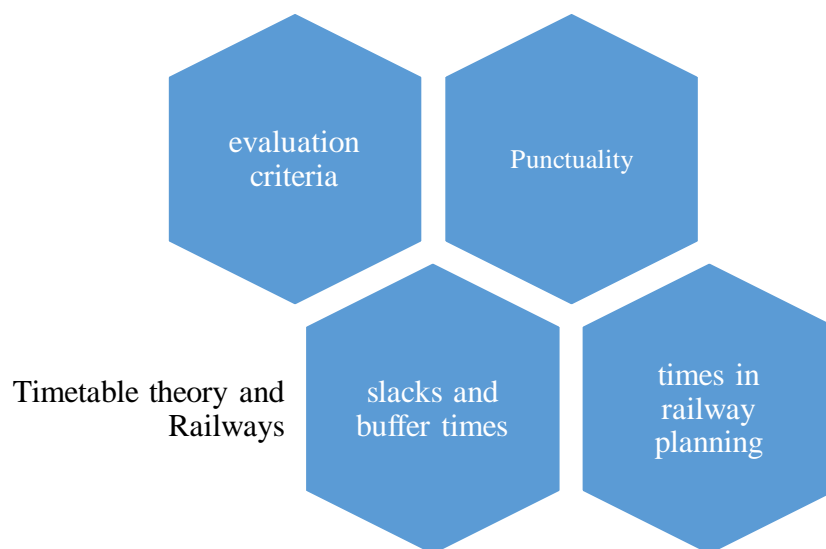 evaluation
criteria
Punctuality
Timetable theory and
Railways
slacks and
buffer times
times in
railway
planning